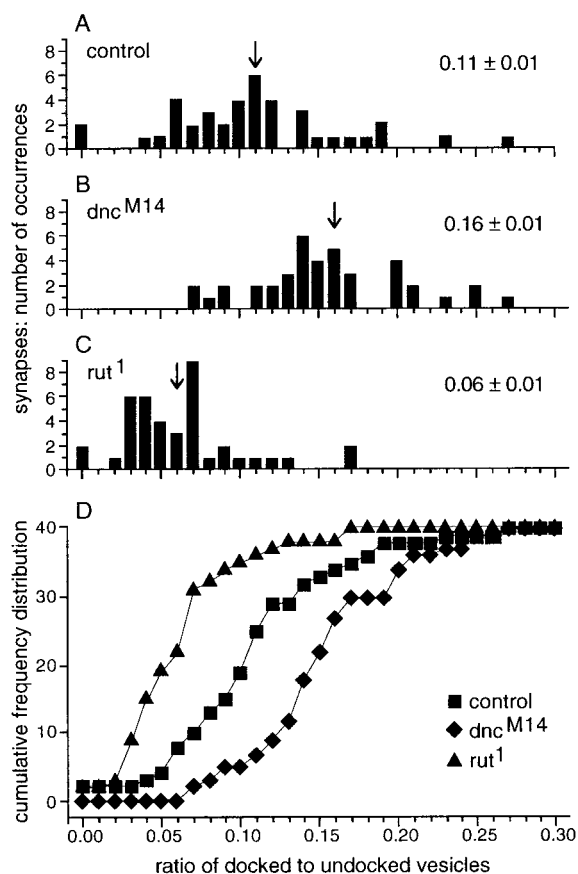 A
control
0.11 ± 0.01
8
6
4
2
0
B
dnc M14
0.16 ± 0.01
8
6
4
2
0
C
rut 1
0.06 ± 0.01
8
6
4
2
0
synapses: number of occurrences
D
40
30
20
10
0
cumulative frequency distribution
control
dnc M14
rut 1
0.00 0.05 0.10 0.15 0.20 0.25 0.30
ratio of docked to undocked vesicles